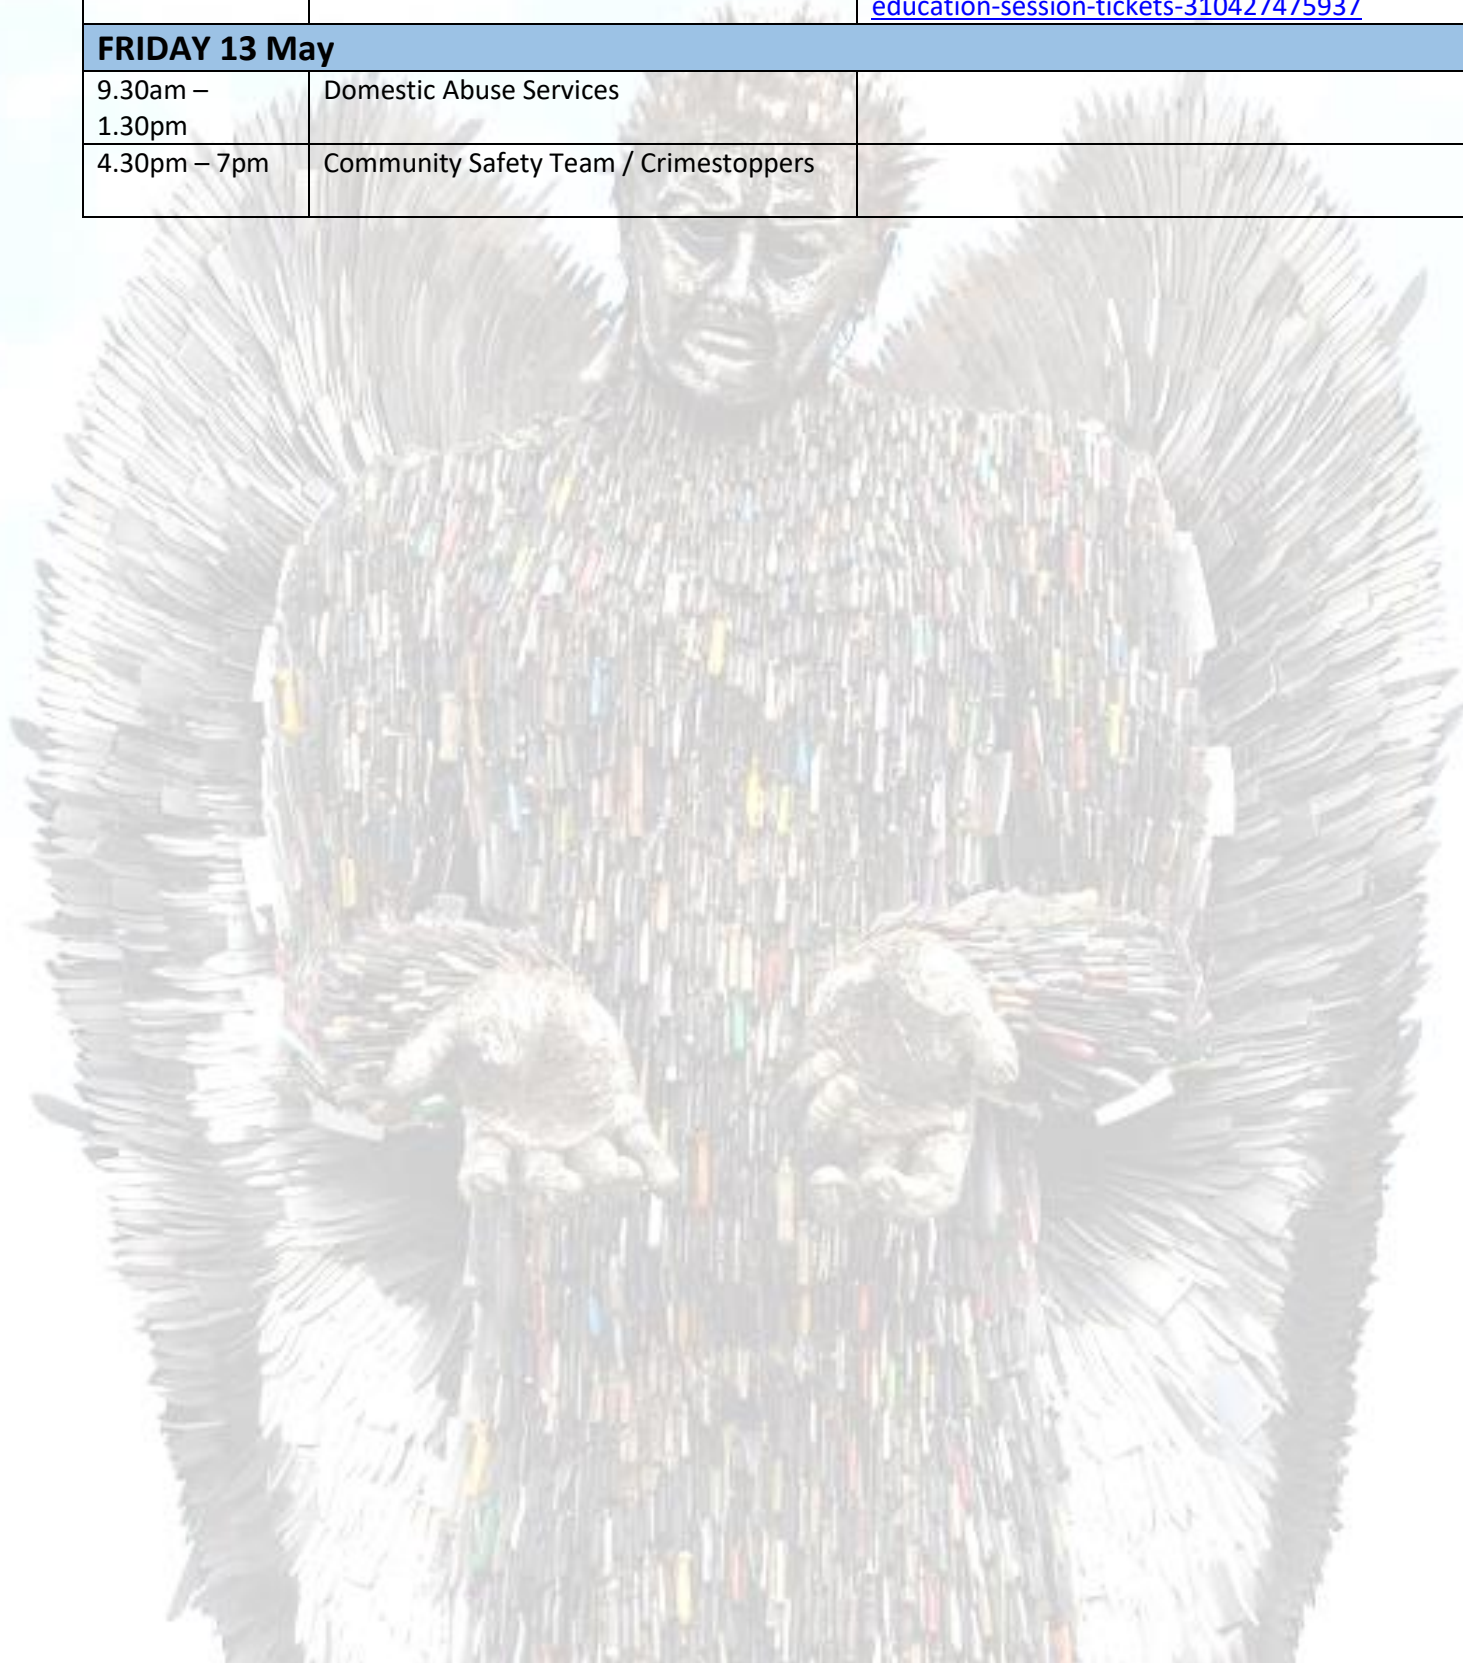 education-session-tickets-310427475937
FRIDAY 13 May
9.30am –
1.30pm
Domestic Abuse Services
4.30pm – 7pm
Community Safety Team / Crimestoppers